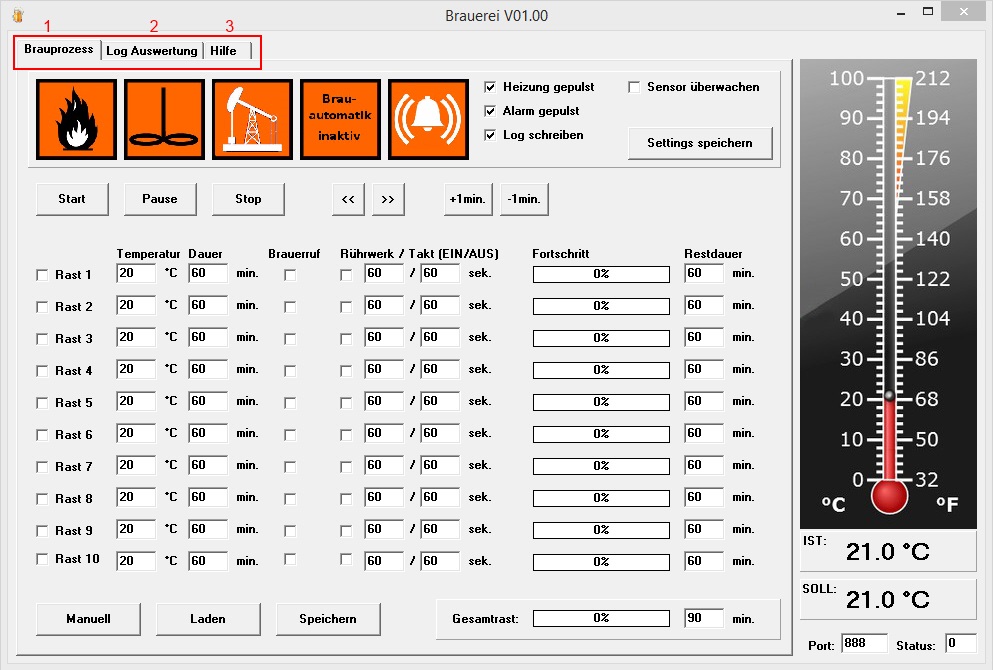 Brauerei V01.00
1 2 3
Brauprozess Log Auswertung Hilfe
Brau-
automatik
inaktiv
Heizung gepulst
Alarm gepulst
Log schreiben
Sensor überwachen
Settings speichern
Start Pause Stop << >> +1min. -1min.
Temperatur Dauer Brauerruf Rührwerk / Takt (EIN/AUS) Fortschritt Restdauer
Rast 1 20 °C 60 min. 60 / 60 sek. 0% 60 min.
Rast 2 20 °C 60 min. 60 / 60 sek. 0% 60 min.
Rast 3 20 °C 60 min. 60 / 60 sek. 0% 60 min.
Rast 4 20 °C 60 min. 60 / 60 sek. 0% 60 min.
Rast 5 20 °C 60 min. 60 / 60 sek. 0% 60 min.
Rast 6 20 °C 60 min. 60 / 60 sek. 0% 60 min.
Rast 7 20 °C 60 min. 60 / 60 sek. 0% 60 min.
Rast 8 20 °C 60 min. 60 / 60 sek. 0% 60 min.
Rast 9 20 °C 60 min. 60 / 60 sek. 0% 60 min.
Rast 10 20 °C 60 min. 60 / 60 sek. 0% 60 min.
Manuell Laden Speichern
Gesamtrast: 0% 90 min.
100 212
90 194
80 176
70 158
60 140
50 122
40 104
30 86
20 68
10 50
0 32
°C °F
IST: 21.0 °C
SOLL: 21.0 °C
Port: 888 Status: 0